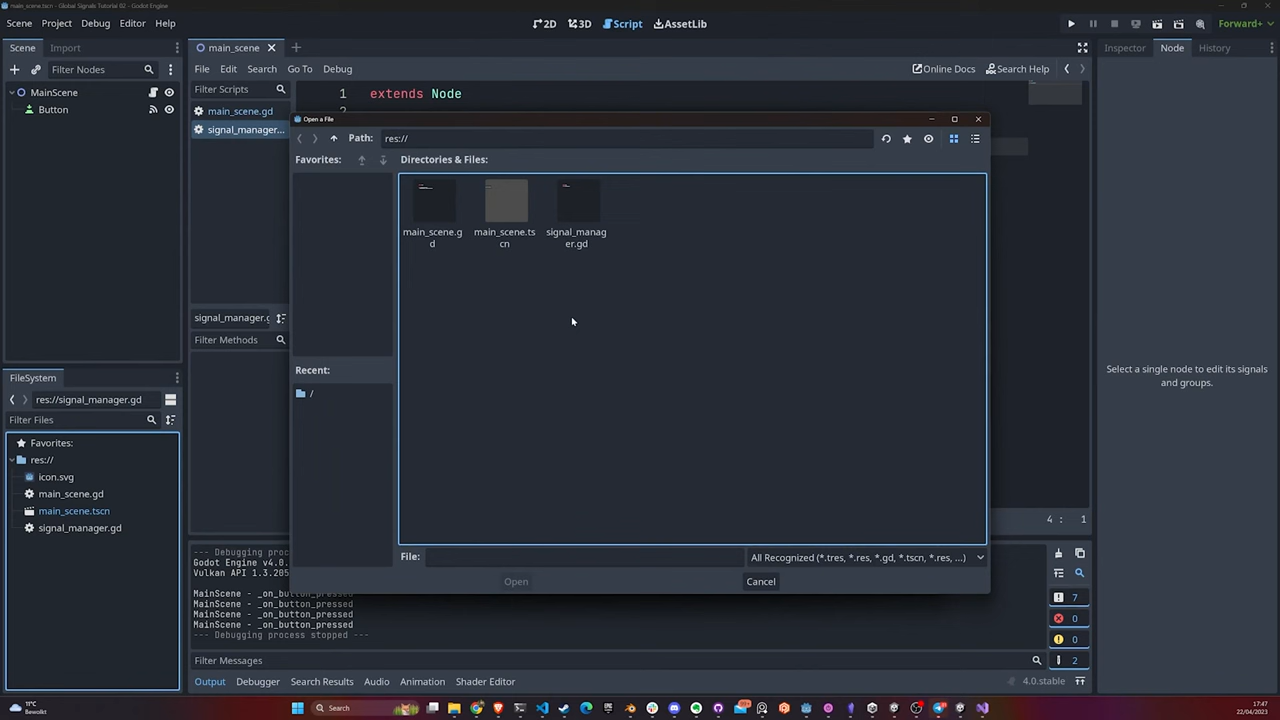 main_scene.tscn - Global Signals Tutorial 02 - Godot Engine
Scene Project Debug Editor Help
2D 3D Script AssetLib
Forward+
Scene Import
main_scene
Inspector Node History
Filter Nodes
File Edit Search Go To Debug
Online Docs Search Help
MainScene
Button
Filter Scripts
main_scene.gd
signal_manager...
1 extends Node
2
Open a File
Path: res://
Favorites:
Directories & Files:
main_scene.g
d
main_scene.ts
cn
signal_manag
er.gd
signal_manager.g
Filter Methods
Recent:
/
Select a single node to edit its signals
and groups.
FileSystem
res://signal_manager.gd
Filter Files
Favorites:
res://
icon.svg
main_scene.gd
main_scene.tscn
signal_manager.gd
4 : 1
File:
All Recognized (*.tres, *.res, *.gd, *.tscn, *.res, ...)
Open Cancel
--- Debugging proc
Godot Engine v4.0.
Vulkan API 1.3.205
MainScene - _on_button_pressed
MainScene - _on_button_pressed
MainScene - _on_button_pressed
MainScene - _on_button_pressed
--- Debugging process stopped ---
7
0
0
2
Filter Messages
Output Debugger Search Results Audio Animation Shader Editor
4.0.stable
11°C
Bewolkt
Search
17:47
22/04/2023